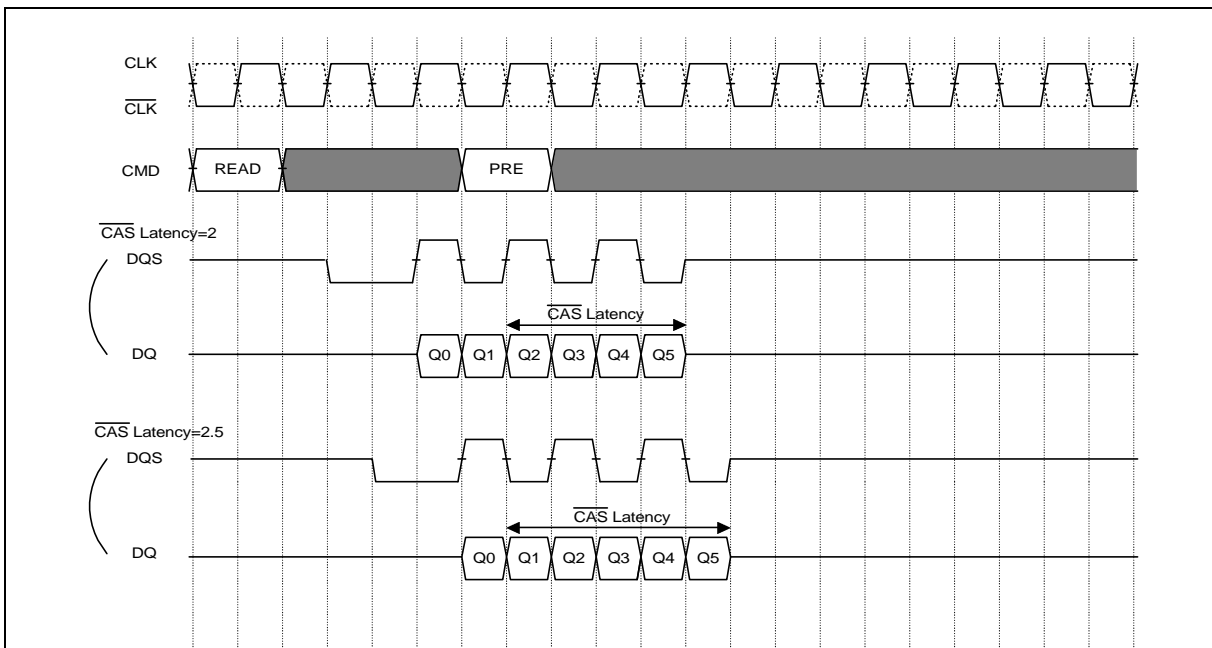 CLK
CLK
CMD
READ
PRE
CAS Latency=2
DQS
CAS Latency
DQ
Q0 Q1 Q2 Q3 Q4 Q5
CAS Latency=2.5
DQS
CAS Latency
DQ
Q0 Q1 Q2 Q3 Q4 Q5